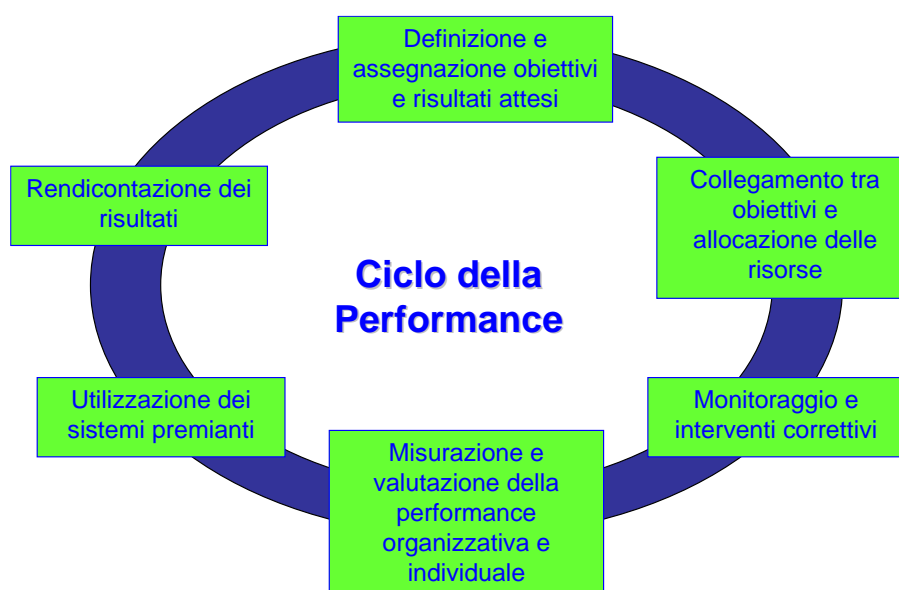 Definizione e
assegnazione obiettivi
e risultati attesi
Collegamento tra
obiettivi e
allocazione delle
risorse
Monitoraggio e
interventi correttivi
Misurazione e
valutazione della
performance
organizzativa e
individuale
Utilizzazione dei
sistemi premianti
Rendicontazione dei
risultati
Ciclo della
Performance